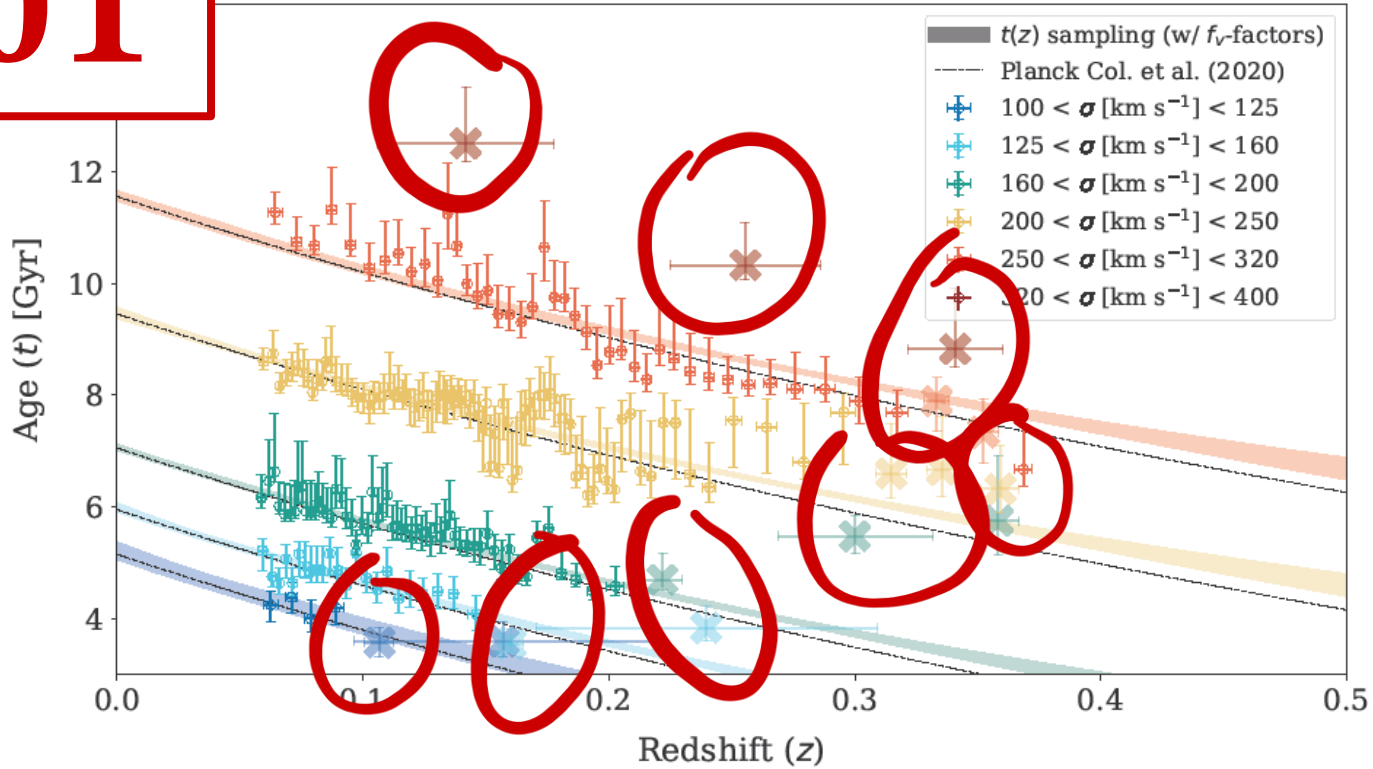 t(z) sampling (w/ f_v-factors)
Planck Col. et al. (2020)
100 < σ [km s⁻¹] < 125
125 < σ [km s⁻¹] < 160
160 < σ [km s⁻¹] < 200
200 < σ [km s⁻¹] < 250
250 < σ [km s⁻¹] < 320
320 < σ [km s⁻¹] < 400
Age (t) [Gyr]
12
10
8
6
4
0.0 0.1 0.2 0.3 0.4 0.5
Redshift (z)